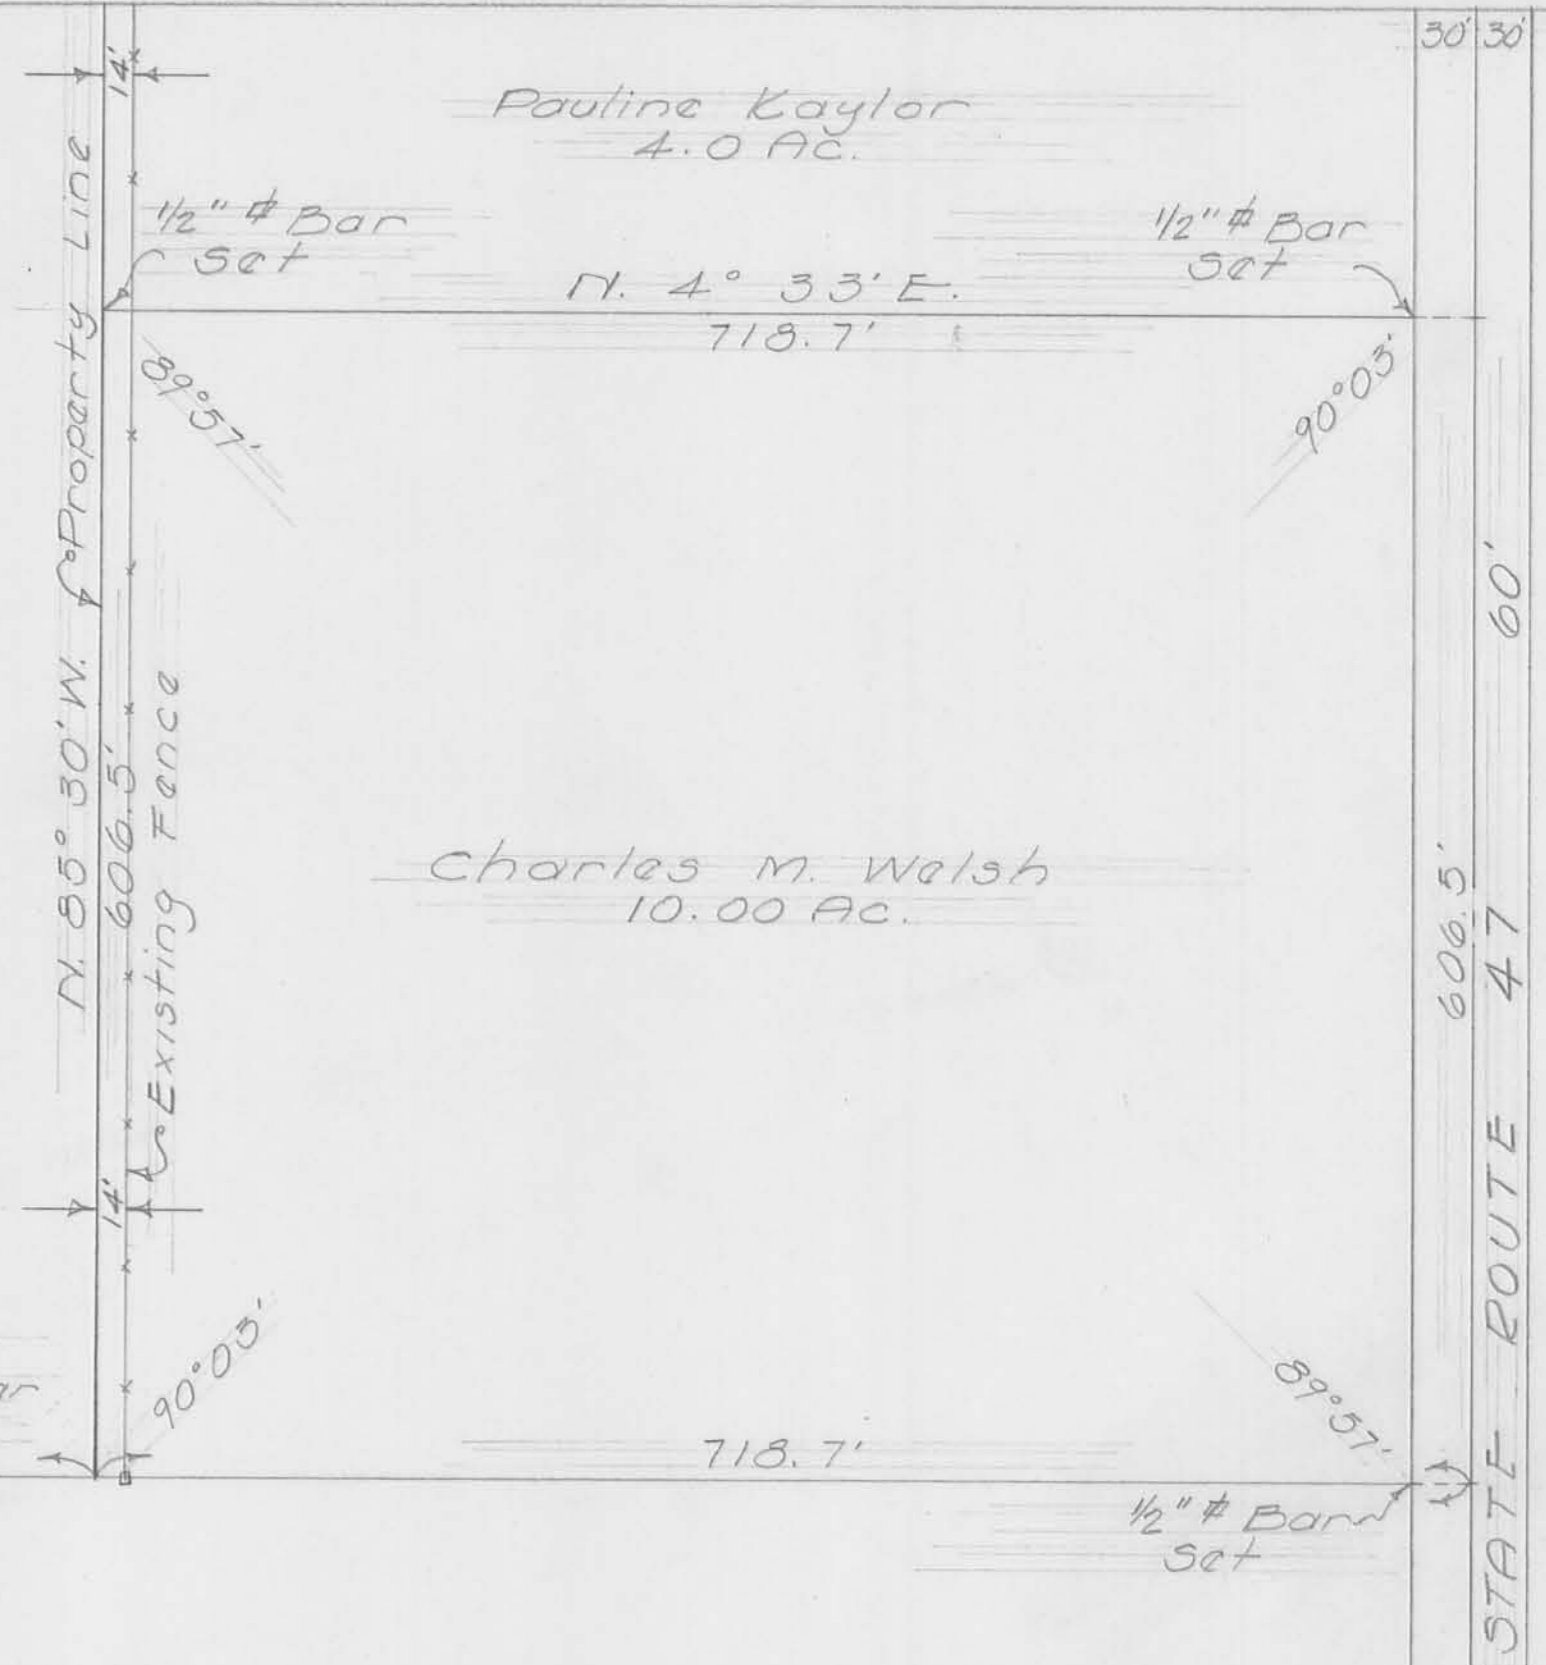 30' 30'
14'
Pauline Kaylor
4.0 Ac.
Property Line
1/2" ⌀ Bar
Set
1/2" ⌀ Bar
Set
N. 4° 33' E.
718.7'
89°57'
90°03'
60'
N. 85° 30' W.
606.5'
Existing Fence
Charles M. Welsh
10.00 Ac.
606.5'
STATE ROUTE 47
14'
90°03'
89°57'
718.7'
1/2" ⌀ Bar
Set